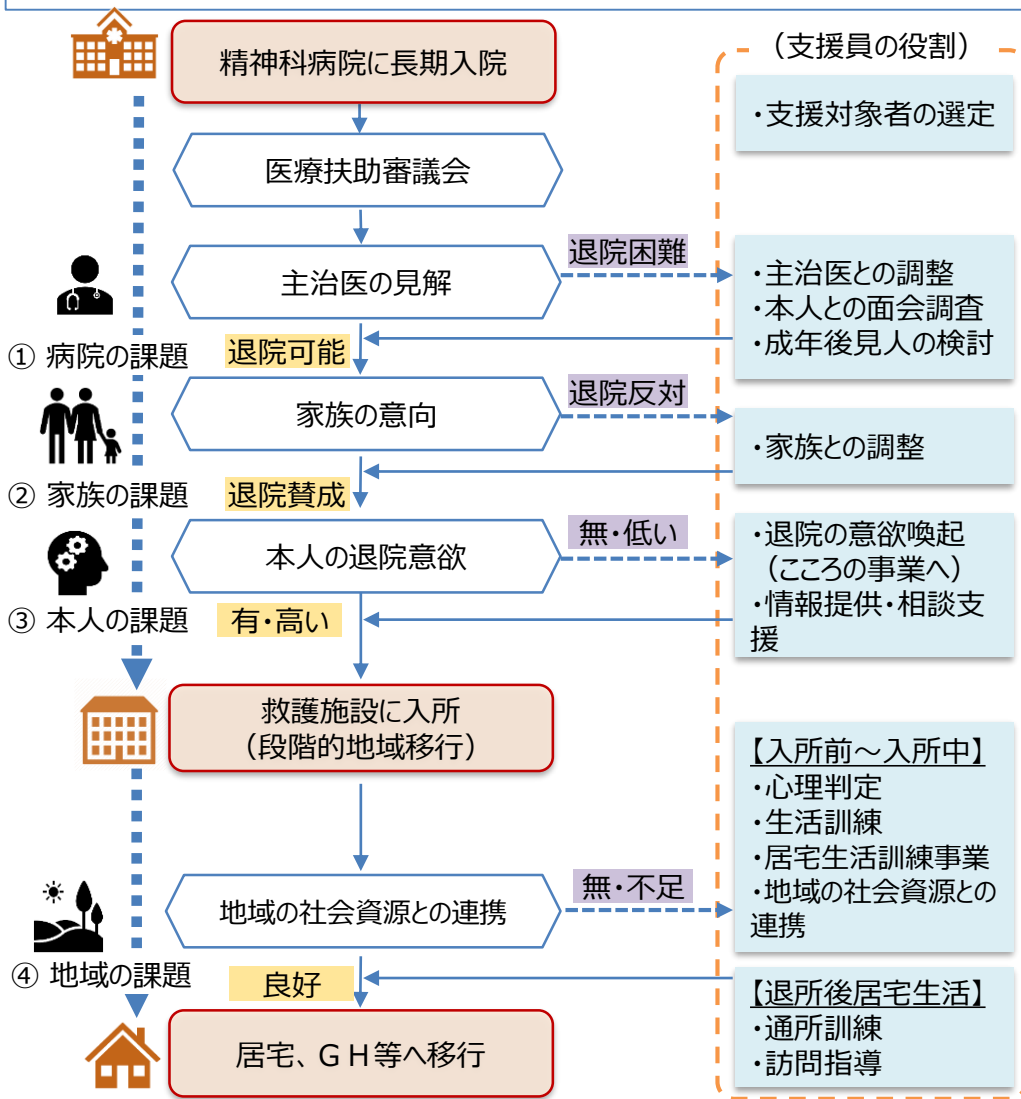 精神科病院に長期入院
（支援員の役割）
・支援対象者の選定
医療扶助審議会
主治医の見解
退院困難
・主治医との調整
・本人との面会調査
・成年後見人の検討
① 病院の課題
退院可能
家族の意向
退院反対
・家族との調整
② 家族の課題
退院賛成
本人の退院意欲
無・低い
・退院の意欲喚起
（こころの事業へ）
・情報提供・相談支
援
③ 本人の課題
有・高い
救護施設に入所
（段階的地域移行）
【入所前～入所中】
・心理判定
・生活訓練
・居宅生活訓練事業
・地域の社会資源との
連携
地域の社会資源との連携
無・不足
④ 地域の課題
良好
居宅、ＧＨ等へ移行
【退所後居宅生活】
・通所訓練
・訪問指導